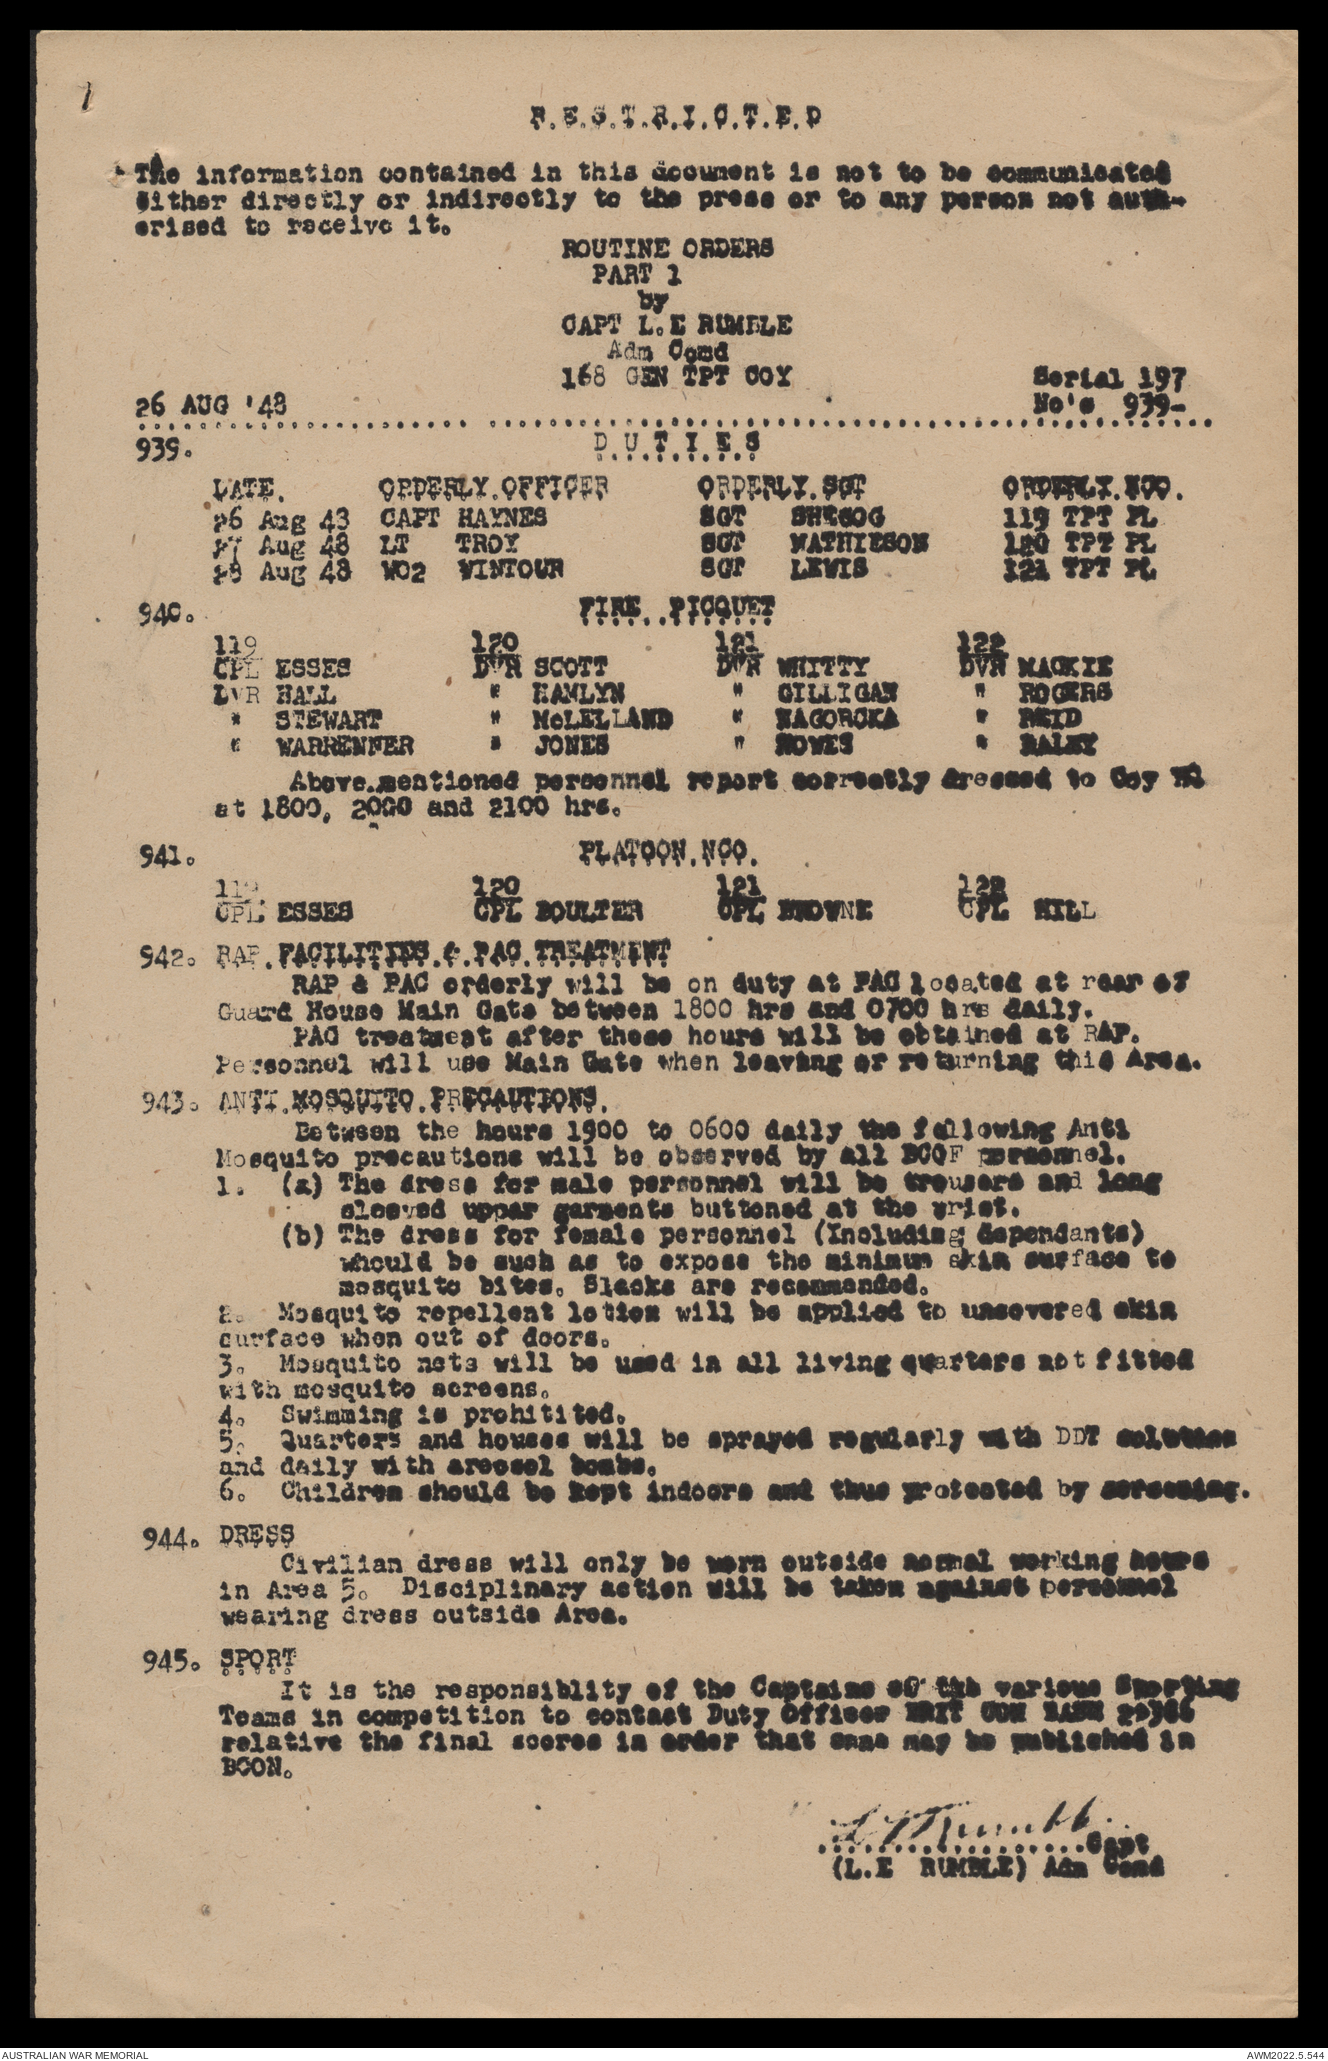 1
R.E.S.T.R.I.C.T.E.D
The information contained in this document is not to be communicated
either directly or indirectly to the press or to any person not auth-
orised to receive it.
ROUTINE ORDERS
PART 1
by
CAPT L.E RUMBLE
Adm Comd
168 GEN TPT COY
Serial 197
26 AUG '48
No's 939-
939. D U T I E S
DATE. ORDERLY.OFFICER ORDERLY.SGT ORDERLY.NCO.
26 Aug 48 CAPT HAYNES SGT 119 TPT PL
27 Aug 48 LT TROY SGT MATHIESON 120 TPT PL
28 Aug 48 WO2 WINTOUR SGT LEWIS 121 TPT PL
940. FIRE..PICQUET
119 120 121 122
CPL ESSES DVR SCOTT DVR WHITTY DVR MACKIE
DVR HALL " HAMLYN " GILLIGAN " ROGERS
" STEWART " McLELLAND " NAGORCKA " REID
" WARRENNER " JONES " HOWES " RALEY
Above.mentioned personnel report correctly dressed to Coy HQ
at 1800, 2000 and 2100 hrs.
941. PLATOON.NCO.
119 120 121 122
CPL ESSES CPL BOULTER CPL BROWNE CPL HILL
942. RAP.FACILITIES.&.PAC.TREATMENT
RAP & PAC orderly will be on duty at PAC located at rear of
Guard House Main Gate between 1800 hrs and 0700 hrs daily.
PAC treatment after these hours will be obtained at RAP.
Personnel will use Main Gate when leaving or returning this Area.
943. ANTI.MOSQUITO.PRECAUTIONS.
Between the hours 1900 to 0600 daily the following Anti
Mosquito precautions will be observed by all BCOF personnel.
1. (a) The dress for male personnel will be trousers and long
sleeved upper garments buttoned at the wrist.
(b) The dress for female personnel (Including dependants)
whould be such as to expose the minimum skin surface to
mosquito bites. Slacks are recommended.
2. Mosquito repellent lotion will be applied to uncovered skin
surface when out of doors.
3. Mosquito nets will be used in all living quarters not fitted
with mosquito screens.
4. Swimming is prohitited.
5. Quarters and houses will be sprayed regularly with DDT solution
and daily with areosol bombs.
6. Children should be kept indoors and thus protected by screening.
944. DRESS
Civilian dress will only be worn outside normal working hours
in Area 5. Disciplinary action will be taken against personnel
wearing dress outside Area.
945. SPORT
It is the responsiblity of the Captains of the various Sporting
Teams in competition to contact Duty Officer BRIT COM BASE 29366
relative the final scores in order that same may be published in
BCON.
L E Rumble
..................Capt
(L.E RUMBLE) Adm Comd
AUSTRALIAN WAR MEMORIAL
AWM2022.5.544